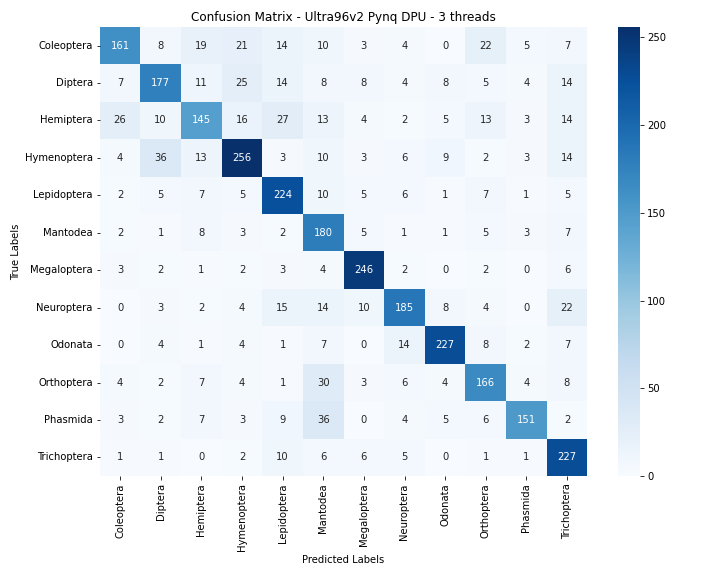 Confusion Matrix - Ultra96v2 Pynq DPU - 3 threads
True Labels
Coleoptera 161 8 19 21 14 10 3 4 0 22 5 7
Diptera 7 177 11 25 14 8 8 4 8 5 4 14
Hemiptera 26 10 145 16 27 13 4 2 5 13 3 14
Hymenoptera 4 36 13 256 3 10 3 6 9 2 3 14
Lepidoptera 2 5 7 5 224 10 5 6 1 7 1 5
Mantodea 2 1 8 3 2 180 5 1 1 5 3 7
Megaloptera 3 2 1 2 3 4 246 2 0 2 0 6
Neuroptera 0 3 2 4 15 14 10 185 8 4 0 22
Odonata 0 4 1 4 1 7 0 14 227 8 2 7
Orthoptera 4 2 7 4 1 30 3 6 4 166 4 8
Phasmida 3 2 7 3 9 36 0 4 5 6 151 2
Trichoptera 1 1 0 2 10 6 6 5 0 1 1 227
Coleoptera Diptera Hemiptera Hymenoptera Lepidoptera Mantodea Megaloptera Neuroptera Odonata Orthoptera Phasmida Trichoptera
Predicted Labels
250
200
150
100
50
0